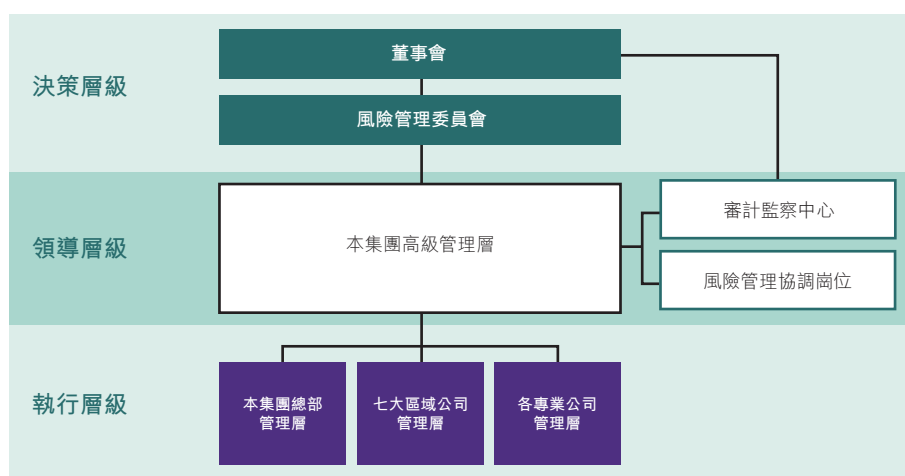 決策層級
董事會
風險管理委員會
領導層級
本集團高級管理層
審計監察中心
風險管理協調崗位
執行層級
本集團總部
管理層
七大區域公司
管理層
各專業公司
管理層